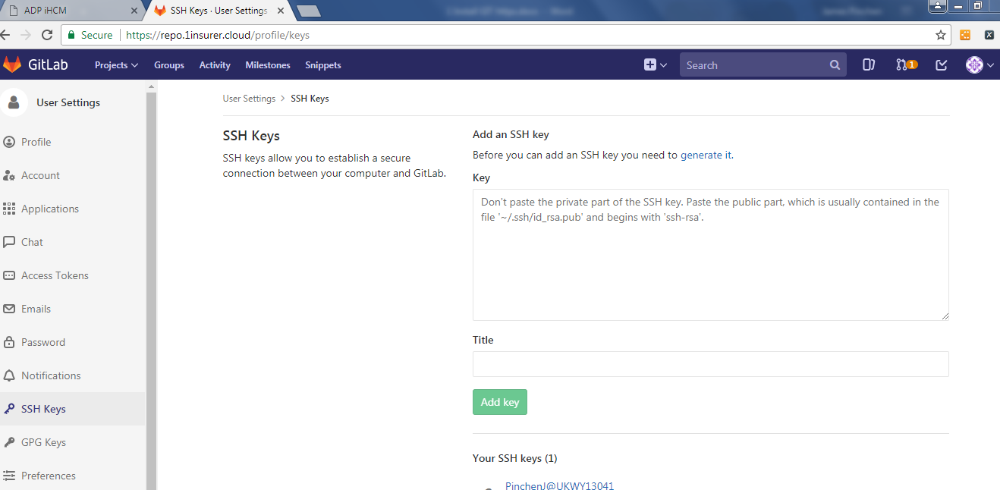 ADP iHCM
SSH Keys · User Settings
Secure
https://repo.1insurer.cloud/profile/keys
GitLab
Projects
Groups
Activity
Milestones
Snippets
Search
1
User Settings
Profile
Account
Applications
Chat
Access Tokens
Emails
Password
Notifications
SSH Keys
GPG Keys
Preferences
User Settings > SSH Keys
SSH Keys
SSH keys allow you to establish a secure
connection between your computer and GitLab.
Add an SSH key
Before you can add an SSH key you need to generate it.
Key
Don't paste the private part of the SSH key. Paste the public part, which is usually contained in the
file '~/.ssh/id_rsa.pub' and begins with 'ssh-rsa'.
Title
Add key
Your SSH keys (1)
PinchenJ@UKWY13041